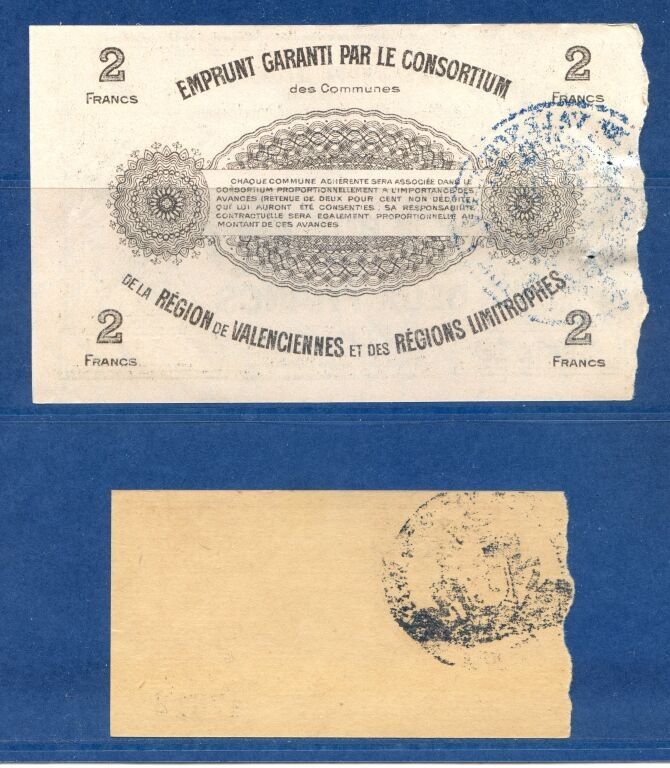 2
FRANCS
EMPRUNT GARANTI PAR LE CONSORTIUM
2
FRANCS
des Communes
CHAQUE COMMUNE ADHÉRENTE SERA ASSOCIÉE DANS LE
CONSORTIUM PROPORTIONNELLEMENT A L'IMPORTANCE DES
AVANCES (RETENUE DE DEUX POUR CENT NON DÉDUITE)
QUI LUI AURONT ÉTÉ CONSENTIES. SA RESPONSABILITÉ
CONTRACTUELLE SERA EGALEMENT PROPORTIONNELLE AU
MONTANT DE CES AVANCES
DE LA RÉGION DE VALENCIENNES ET DES RÉGIONS LIMITROPHES
2
FRANCS
2
FRANCS